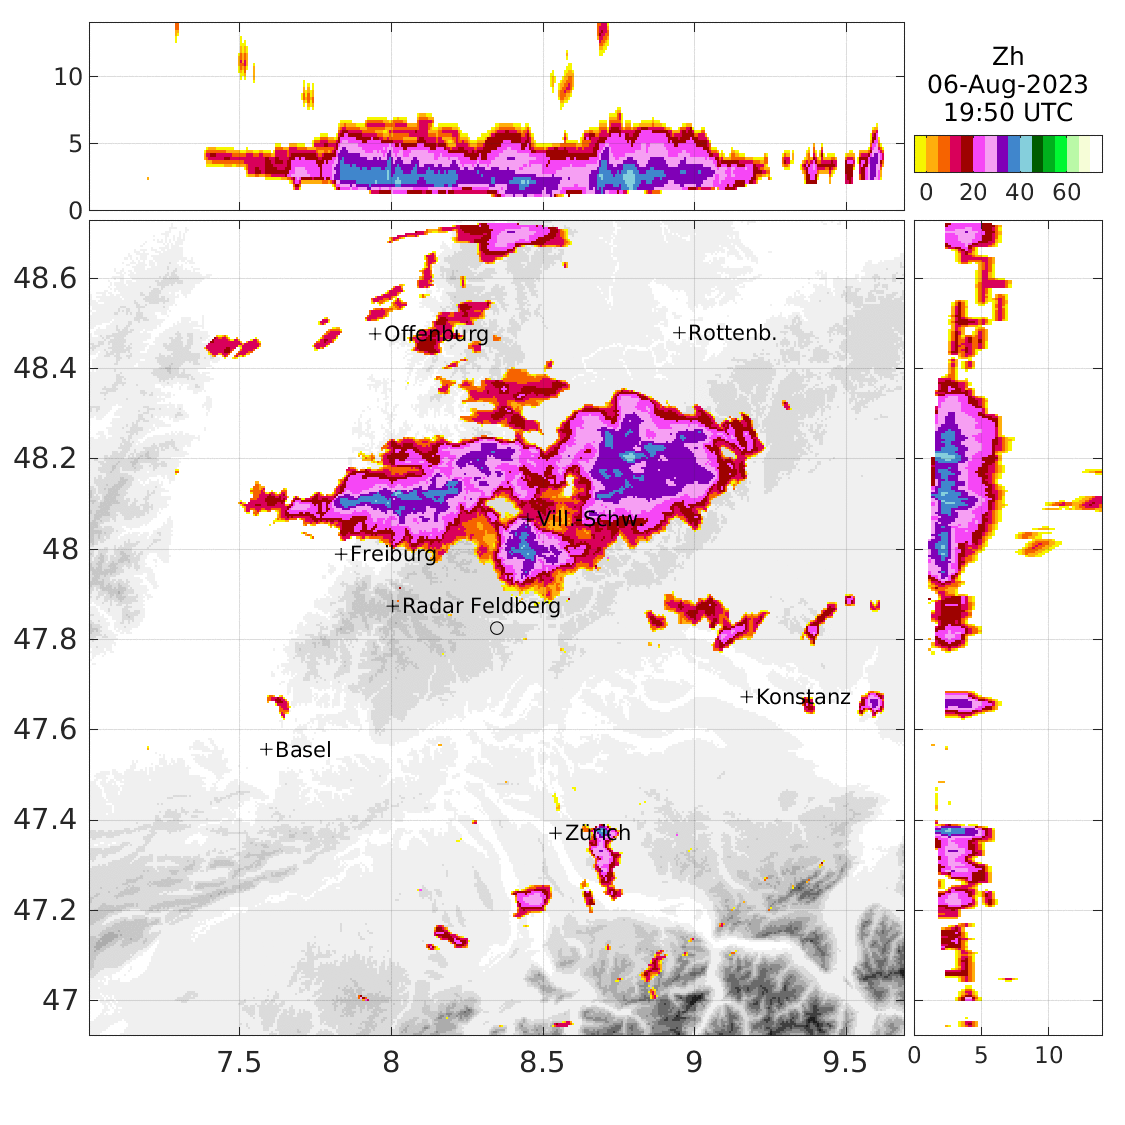 10
5
0
Zh
06-Aug-2023
19:50 UTC
0 20 40 60
48.6
48.4
48.2
48
47.8
47.6
47.4
47.2
47
+Offenburg
+Rottenb.
Vill.-Schw.
+Freiburg
+Radar Feldberg
+Konstanz
+Basel
+Zürich
7.5 8 8.5 9 9.5
0 5 10